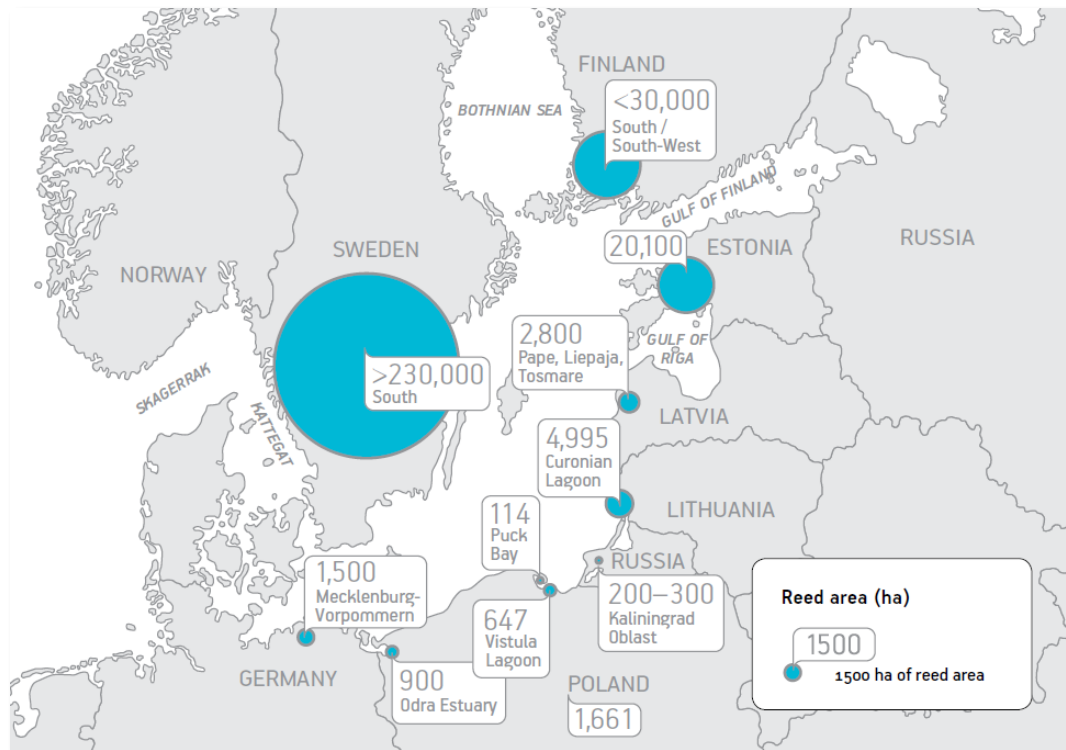 FINLAND
<30,000
South /
South-West
BOTHNIAN SEA
GULF OF FINLAND
SWEDEN
NORWAY
20,100
ESTONIA
RUSSIA
2,800
Pape, Liepaja,
Tosmare
GULF OF
RIGA
>230,000
South
SKAGERRAK
KATTEGAT
LATVIA
4,995
Curonian
Lagoon
LITHUANIA
114
Puck
Bay
RUSSIA
200–300
Kaliningrad
Oblast
1,500
Mecklenburg-
Vorpommern
647
Vistula
Lagoon
GERMANY
900
Odra Estuary
POLAND
1,661
Reed area (ha)
1500
1500 ha of reed area